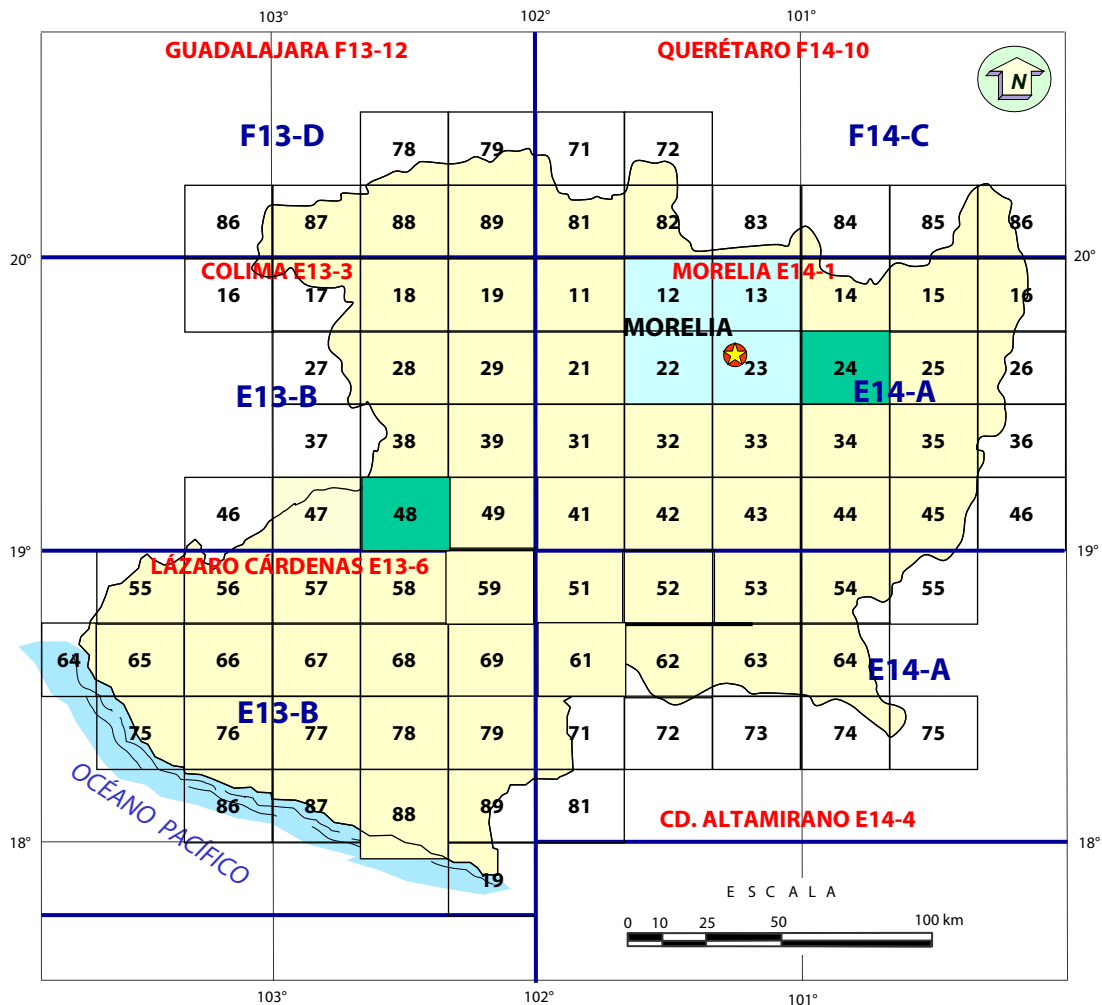 103° 102° 101°
GUADALAJARA F13-12 QUERÉTARO F14-10
N
F13-D F14-C
78 79 71 72
86 87 88 89 81 82 83 84 85 86
20° 20°
COLIMA E13-3 MORELIA E14-1
16 17 18 19 11 12 13 14 15 16
MORELIA
27 28 29 21 22 23 24 25 26
E13-B E14-A
37 38 39 31 32 33 34 35 36
46 47 48 49 41 42 43 44 45 46
19° 19°
LÁZARO CÁRDENAS E13-6
55 56 57 58 59 51 52 53 54 55
64 65 66 67 68 69 61 62 63 64
E14-A
E13-B
75 76 77 78 79 71 72 73 74 75
OCÉANO PACÍFICO
86 87 88 89 81
CD. ALTAMIRANO E14-4
18° 18°
19
E S C A L A
0 10 25 50 100 km
103° 102° 101°